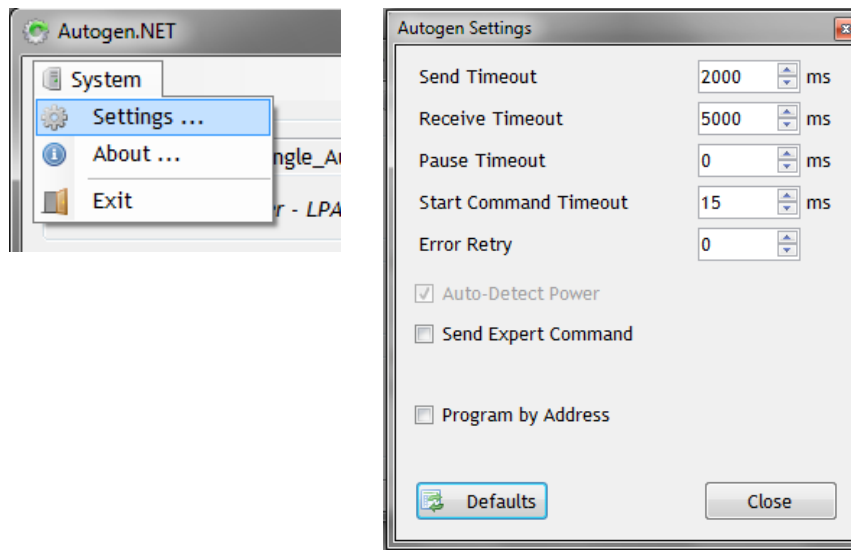 Autogen.NET
System
Settings ...
About ...
Exit
Autogen Settings
Send Timeout 2000 ms
Receive Timeout 5000 ms
Pause Timeout 0 ms
Start Command Timeout 15 ms
Error Retry 0
Auto-Detect Power
Send Expert Command
Program by Address
Defaults Close